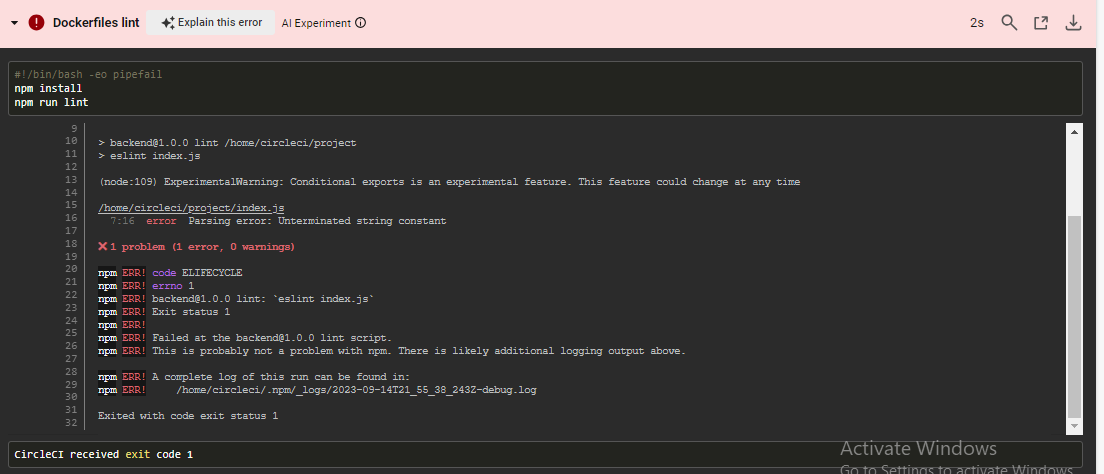 Dockerfiles lint Explain this error AI Experiment 2s
#!/bin/bash -eo pipefail
npm install
npm run lint
9
10 > backend@1.0.0 lint /home/circleci/project
11 > eslint index.js
12
13 (node:109) ExperimentalWarning: Conditional exports is an experimental feature. This feature could change at any time
14
15 /home/circleci/project/index.js
16 7:16 error Parsing error: Unterminated string constant
17
18 ✕ 1 problem (1 error, 0 warnings)
19
20 npm ERR! code ELIFECYCLE
21 npm ERR! errno 1
22 npm ERR! backend@1.0.0 lint: `eslint index.js`
23 npm ERR! Exit status 1
24 npm ERR!
25 npm ERR! Failed at the backend@1.0.0 lint script.
26 npm ERR! This is probably not a problem with npm. There is likely additional logging output above.
27
28 npm ERR! A complete log of this run can be found in:
29 npm ERR! /home/circleci/.npm/_logs/2023-09-14T21_55_38_243Z-debug.log
30
31 Exited with code exit status 1
32
CircleCI received exit code 1
Activate Windows
Go to Settings to activate Windows